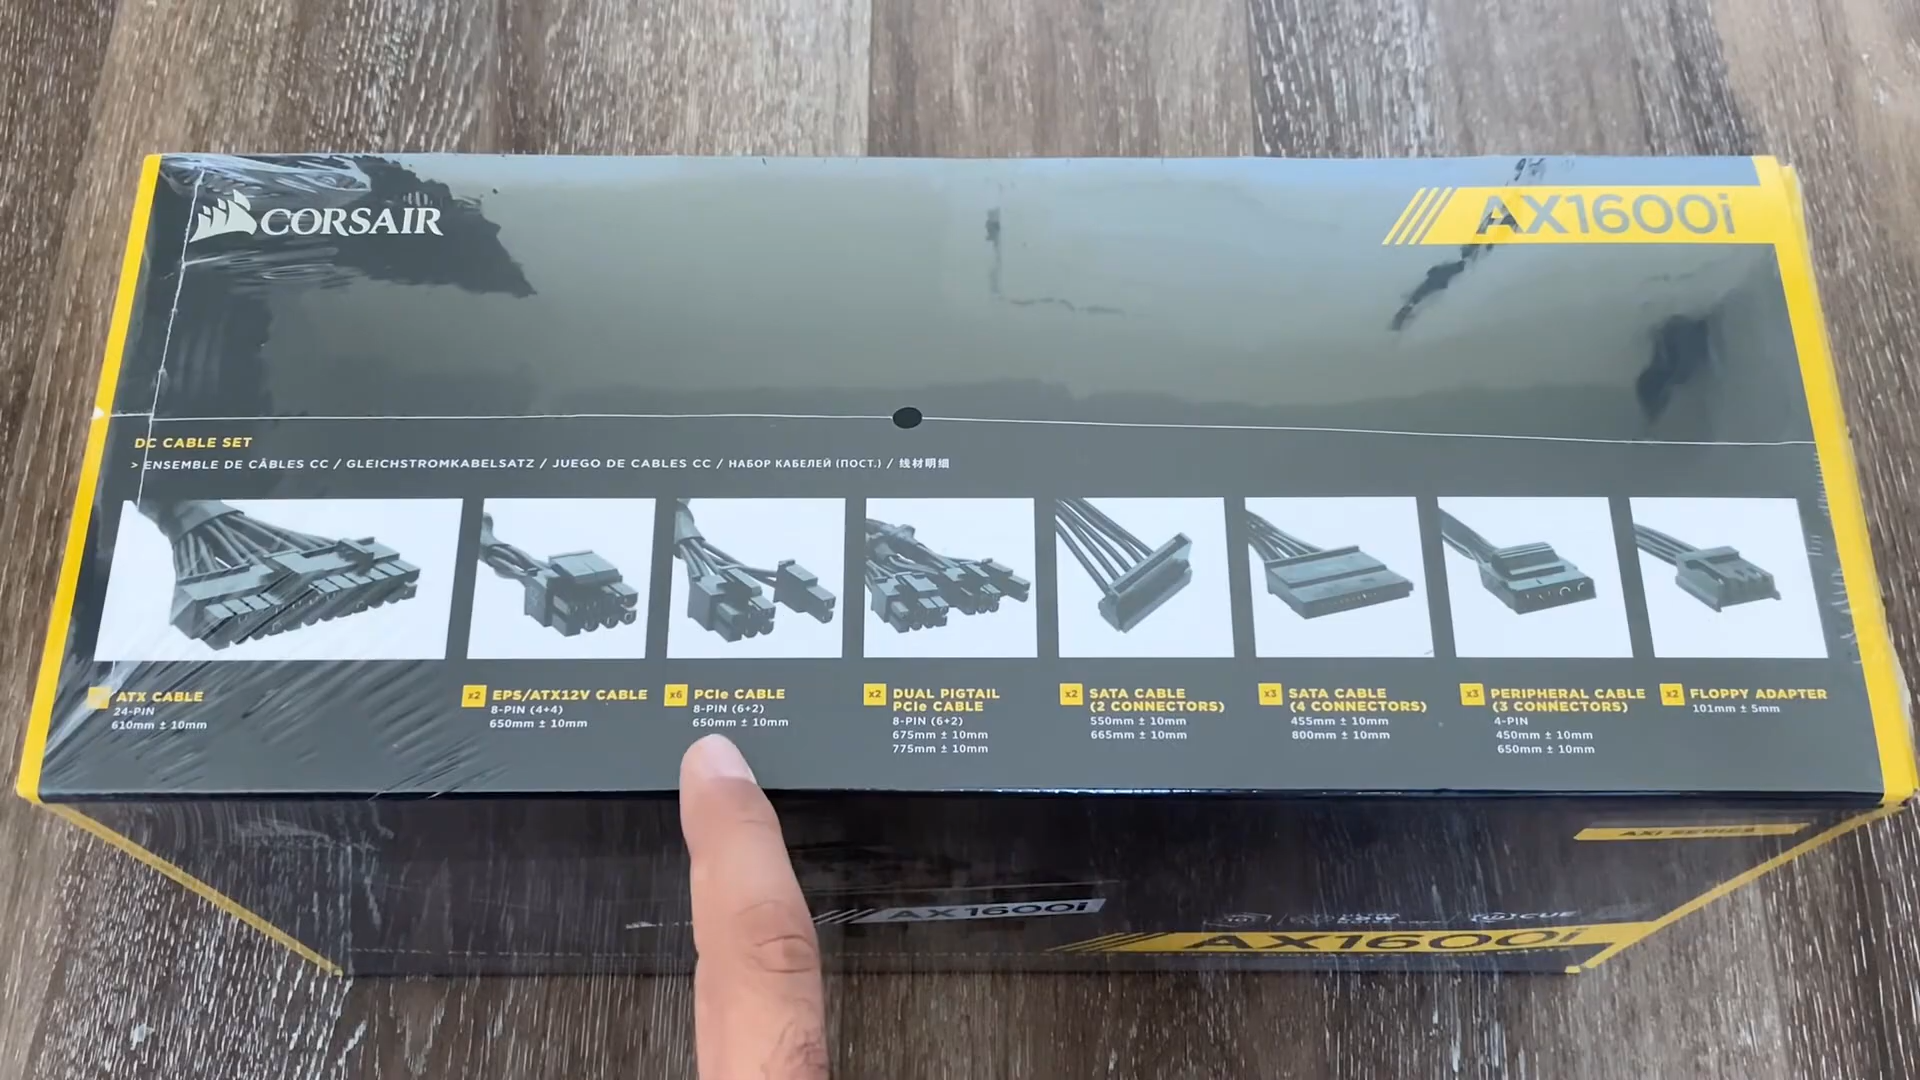 CORSAIR
AX1600i
DC CABLE SET
> ENSEMBLE DE CÂBLES CC / GLEICHSTROMKABELSATZ / JUEGO DE CABLES CC / НАБОР КАБЕЛЕЙ (ПОСТ.) / 线材明细
ATX CABLE
24-PIN
610mm ± 10mm
x2 EPS/ATX12V CABLE
8-PIN (4+4)
650mm ± 10mm
x6 PCIe CABLE
8-PIN (6+2)
650mm ± 10mm
x2 DUAL PIGTAIL
PCIe CABLE
8-PIN (6+2)
675mm ± 10mm
775mm ± 10mm
x2 SATA CABLE
(2 CONNECTORS)
550mm ± 10mm
665mm ± 10mm
x3 SATA CABLE
(4 CONNECTORS)
455mm ± 10mm
800mm ± 10mm
x3 PERIPHERAL CABLE
(3 CONNECTORS)
4-PIN
450mm ± 10mm
650mm ± 10mm
x2 FLOPPY ADAPTER
101mm ± 5mm
AXi SERIES
AX1600i
iCUE
AX1600i